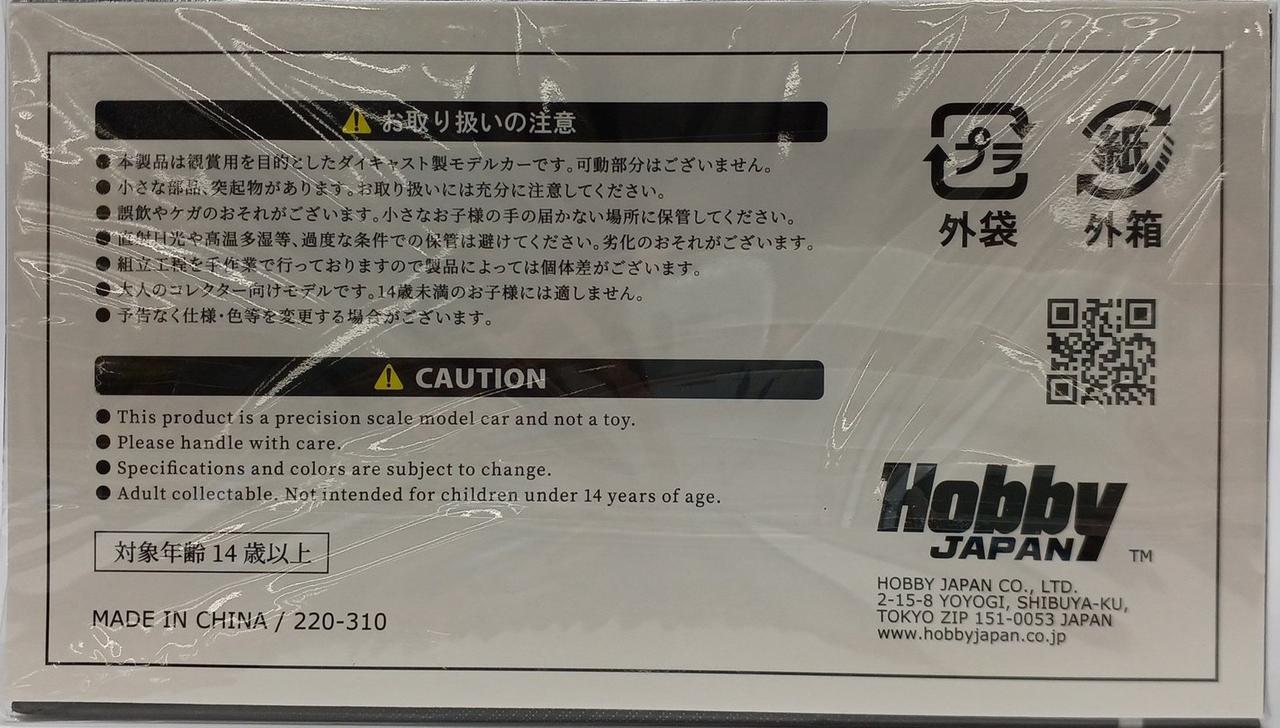 お取り扱いの注意
● 本製品は観賞用を目的としたダイキャスト製モデルカーです。可動部分はございません。
● 小さな部品、突起物があります。お取り扱いには充分に注意してください。
● 誤飲やケガのおそれがございます。小さなお子様の手の届かない場所に保管してください。
● 直射日光や高温多湿等、過度な条件での保管は避けてください。劣化のおそれがございます。
● 組立工程を手作業で行っておりますので製品によっては個体差がございます。
● 大人のコレクター向けモデルです。14歳未満のお子様には適しません。
● 予告なく仕様・色等を変更する場合がございます。
CAUTION
● This product is a precision scale model car and not a toy.
● Please handle with care.
● Specifications and colors are subject to change.
● Adult collectable. Not intended for children under 14 years of age.
対象年齢 14 歳以上
MADE IN CHINA / 220-310
プラ
外袋
紙
外箱
Hobby
JAPAN
TM
HOBBY JAPAN CO., LTD.
2-15-8 YOYOGI, SHIBUYA-KU,
TOKYO ZIP 151-0053 JAPAN
www.hobbyjapan.co.jp